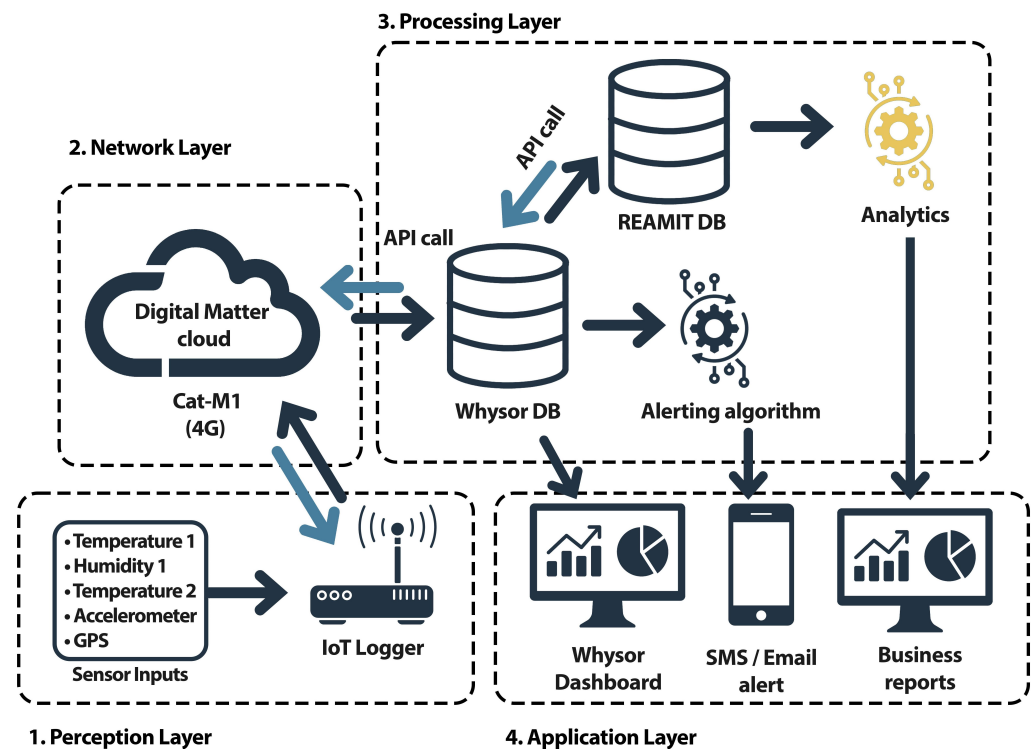 3. Processing Layer
2. Network Layer
API call
REAMIT DB
Analytics
API call
Digital Matter
cloud
Cat-M1
(4G)
Whysor DB
Alerting algorithm
• Temperature 1
• Humidity 1
• Temperature 2
• Accelerometer
• GPS
Sensor Inputs
IoT Logger
Whysor
Dashboard
SMS / Email
alert
Business
reports
1. Perception Layer
4. Application Layer